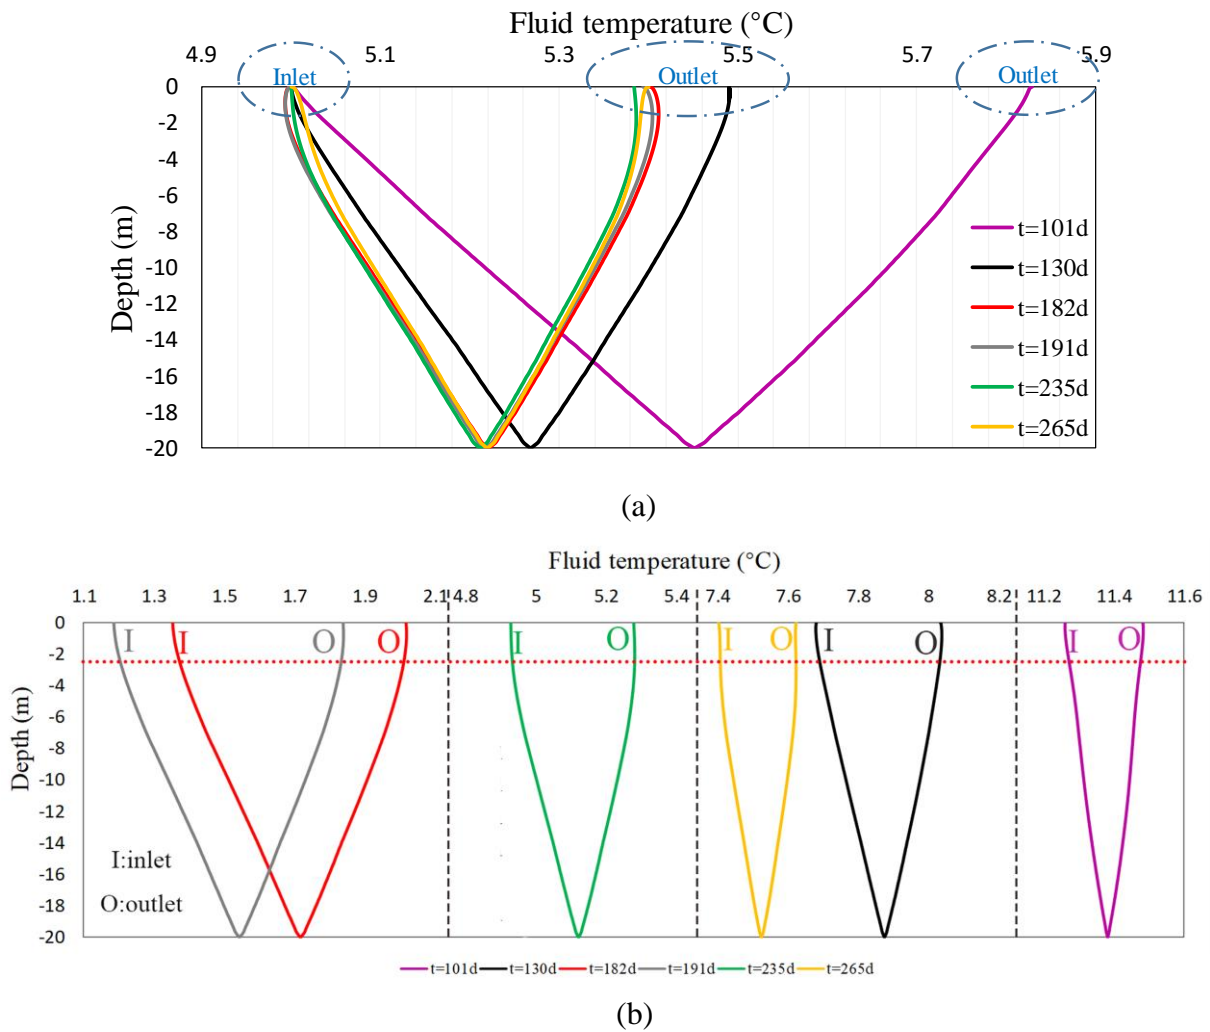 Fluid temperature (°C)
4.9 5.1 5.3 5.5 5.7 5.9
Inlet Outlet Outlet
0
-2
-4
-6
-8
-10
-12
-14
-16
-18
-20
Depth (m)
t=101d
t=130d
t=182d
t=191d
t=235d
t=265d
(a)
Fluid temperature (°C)
1.1 1.3 1.5 1.7 1.9 2.1 4.8 5 5.2 5.4 7.4 7.6 7.8 8 8.2 11.2 11.4 11.6
I I O O I O I O I O I O
0
-2
-4
-6
-8
-10
-12
-14
-16
-18
-20
Depth (m)
I:inlet
O:outlet
t=101d t=130d t=182d t=191d t=235d t=265d
(b)